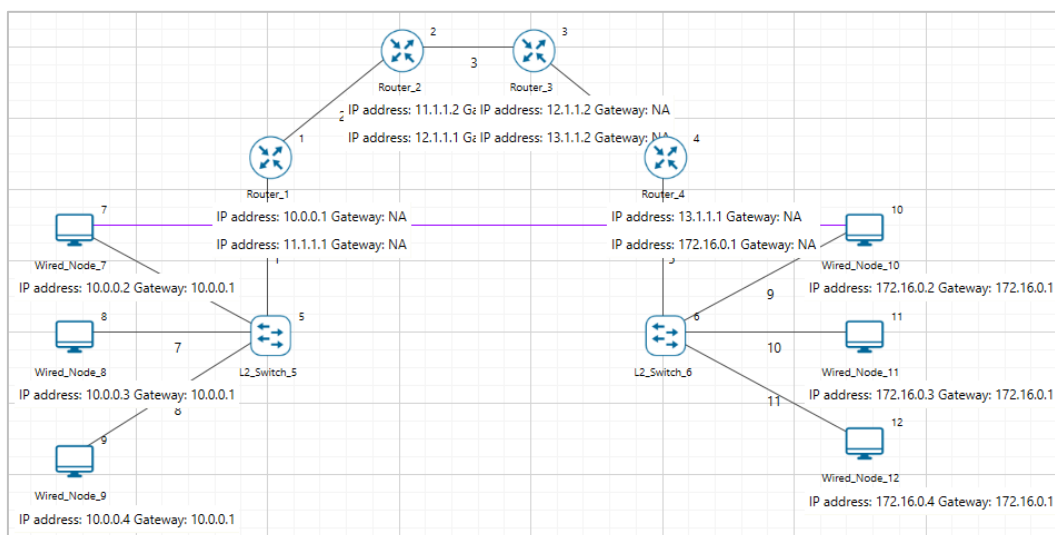 2
3
3
Router_2
Router_3
IP address: 11.1.1.2 IP address: 12.1.1.2 Gateway: NA
2
IP address: 12.1.1.1 IP address: 13.1.1.2 Gateway:
1
4
Router_1
Router_4
7
IP address: 10.0.0.1 Gateway: NA
IP address: 13.1.1.1 Gateway: NA
10
IP address: 11.1.1.1 Gateway: NA
IP address: 172.16.0.1 Gateway: NA
Wired_Node_7
Wired_Node_10
IP address: 10.0.0.2 Gateway: 10.0.0.1
IP address: 172.16.0.2 Gateway: 172.16.0.1
9
8
5
6
11
7
10
Wired_Node_8
L2_Switch_5
L2_Switch_6
Wired_Node_11
IP address: 10.0.0.3 Gateway: 10.0.0.1
IP address: 172.16.0.3 Gateway: 172.16.0.1
8
11
9
12
Wired_Node_9
Wired_Node_12
IP address: 10.0.0.4 Gateway: 10.0.0.1
IP address: 172.16.0.4 Gateway: 172.16.0.1